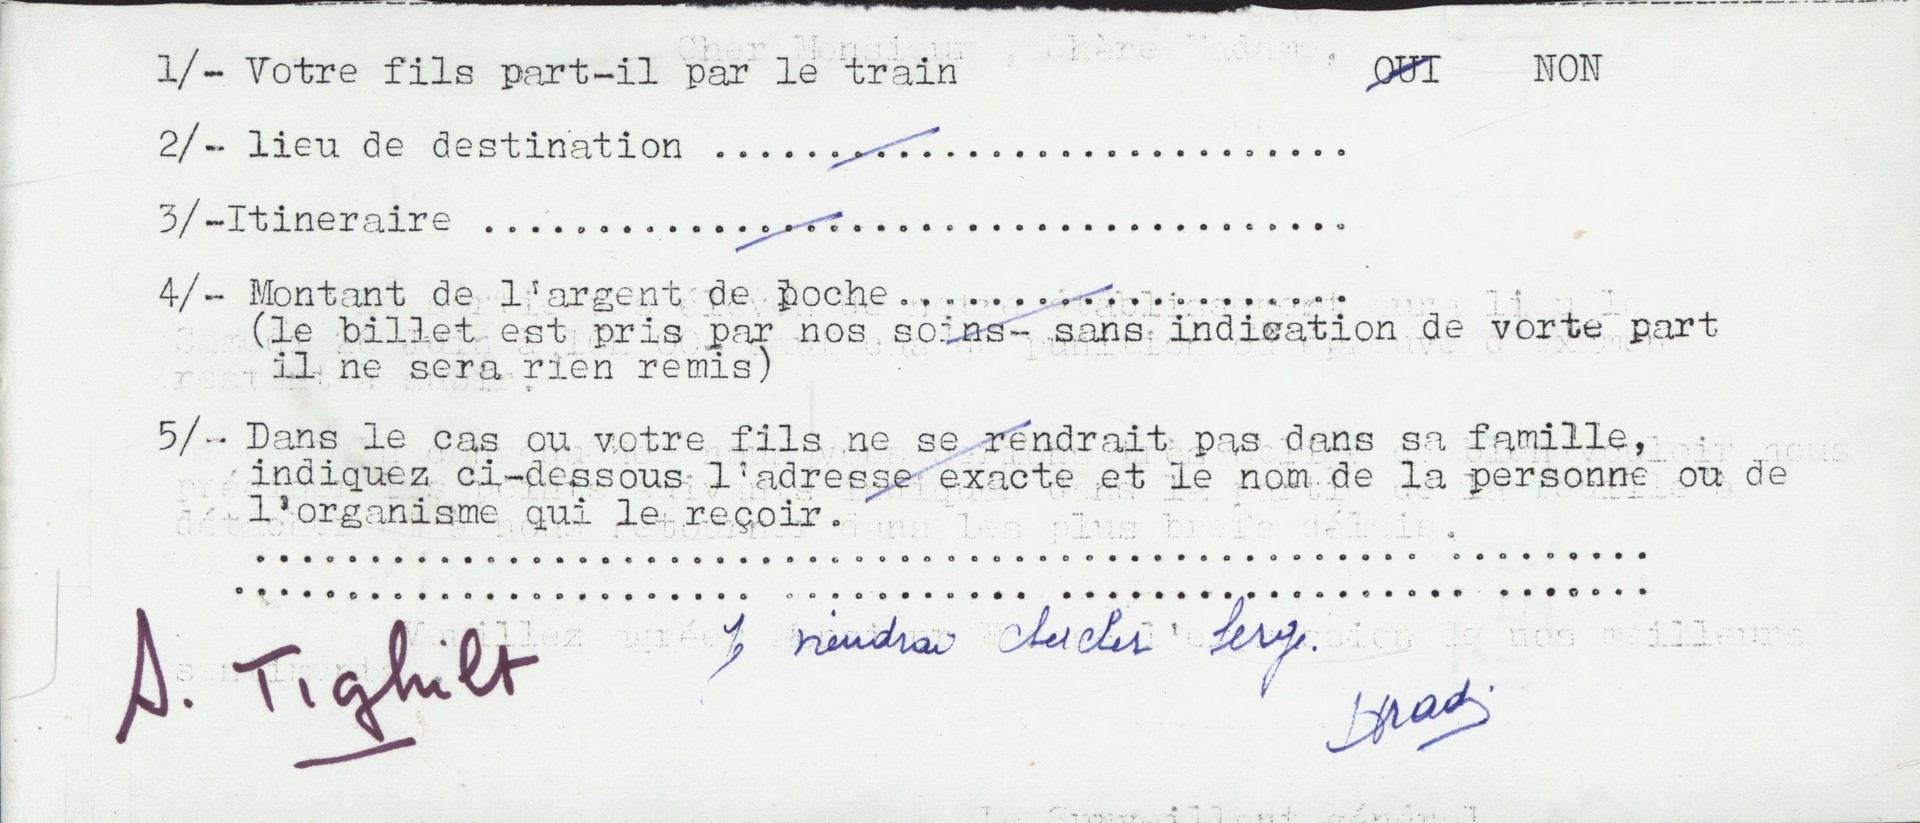 1/- Votre fils part-il par le train OUI NON
2/- lieu de destination ............................
3/-Itineraire ......................................
4/- Montant de l'argent de poche....................
(le billet est pris par nos soins- sans indication de vorte part
il ne sera rien remis)
5/- Dans le cas ou votre fils ne se rendrait pas dans sa famille,
indiquez ci-dessous l'adresse exacte et le nom de la personne ou de
l'organisme qui le reçoir.
.............................................................
.............................................................
viendrai chercher Serge.
A. Tighilt